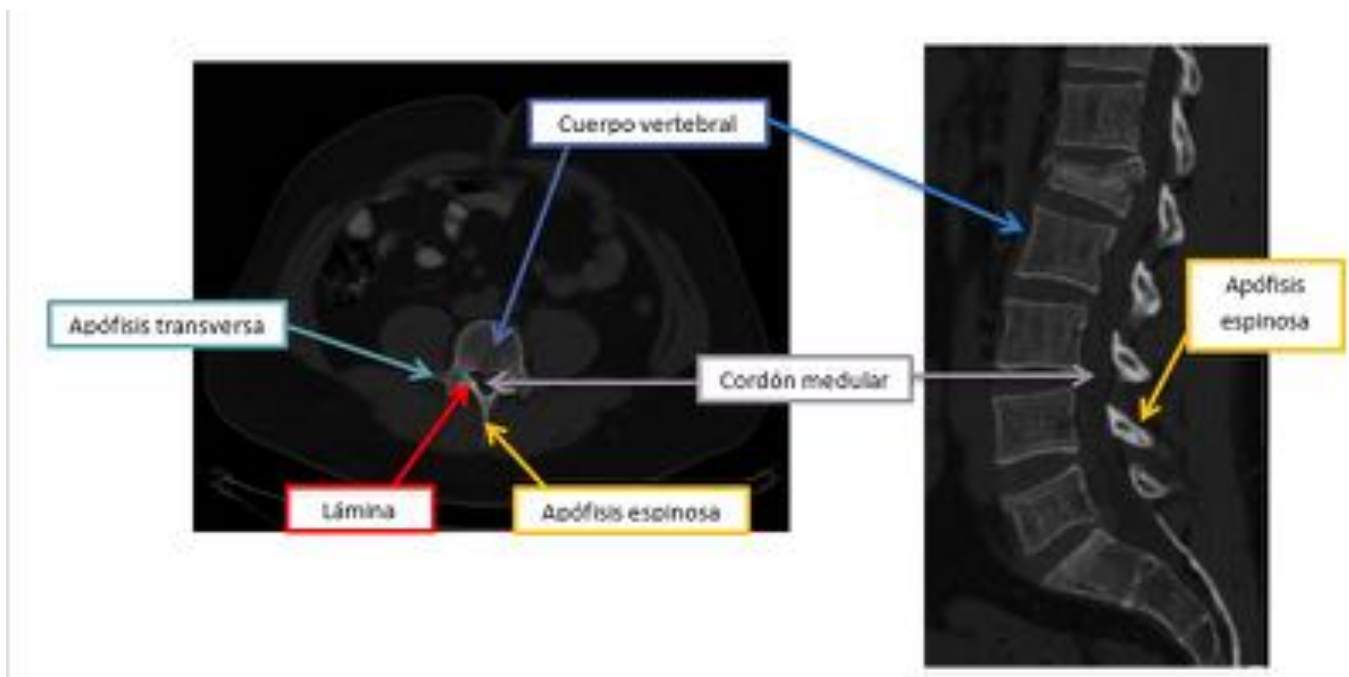 Cuerpo vertebral
Apófisis transversa
Apófisis
espinosa
Cordón medular
Lámina
Apófisis espinosa